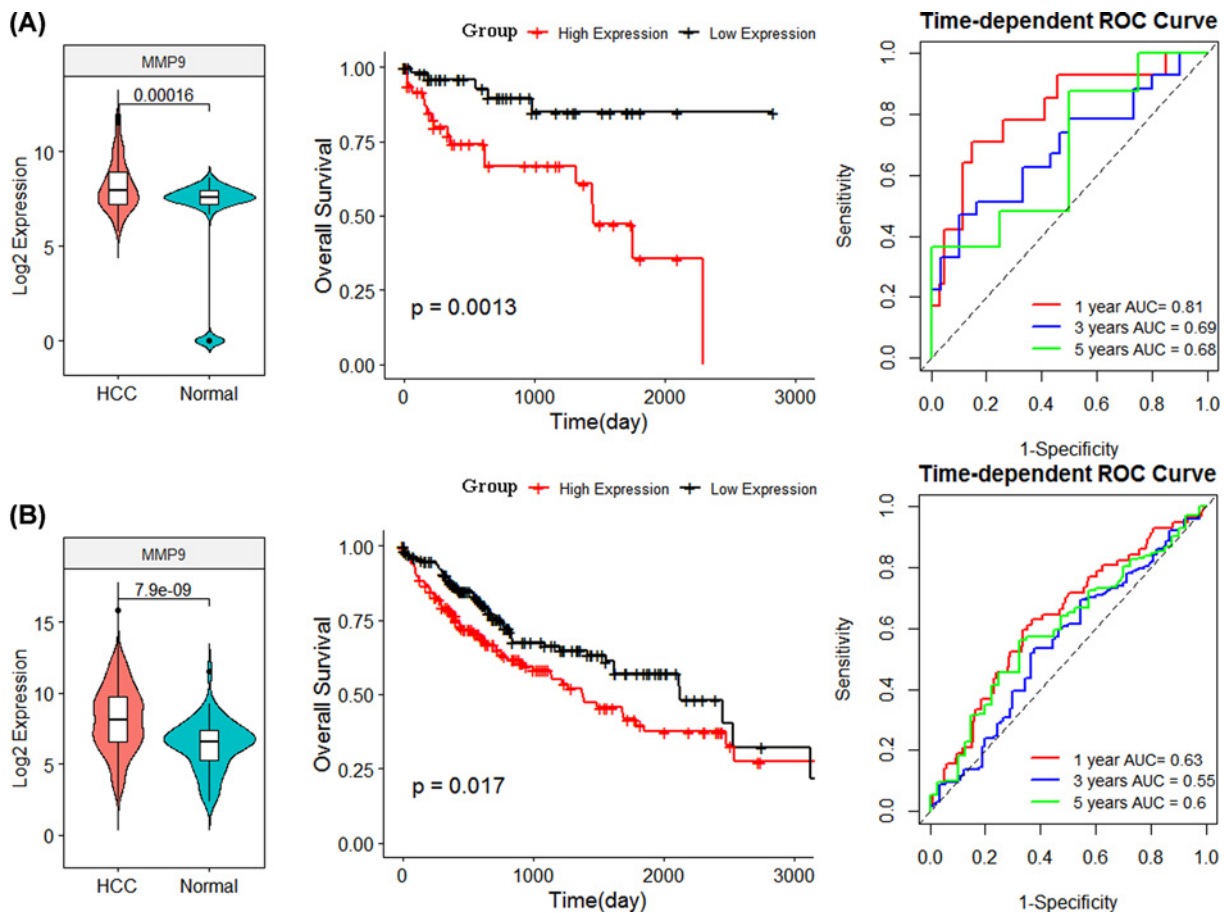 (A)
MMP9
0.00016
Log2 Expression
10
5
0
HCC Normal
Group High Expression Low Expression
Overall Survival
1.00
0.75
0.50
0.25
0.00
p = 0.0013
0 1000 2000 3000
Time(day)
Time-dependent ROC Curve
Sensitivity
1.0
0.8
0.6
0.4
0.2
0.0
1 year AUC= 0.81
3 years AUC = 0.69
5 years AUC = 0.68
0.0 0.2 0.4 0.6 0.8 1.0
1-Specificity
(B)
MMP9
7.9e-09
Log2 Expression
15
10
5
0
HCC Normal
Group High Expression Low Expression
Overall Survival
1.00
0.75
0.50
0.25
0.00
p = 0.017
0 1000 2000 3000
Time(day)
Time-dependent ROC Curve
Sensitivity
1.0
0.8
0.6
0.4
0.2
0.0
1 year AUC= 0.63
3 years AUC = 0.55
5 years AUC = 0.6
0.0 0.2 0.4 0.6 0.8 1.0
1-Specificity